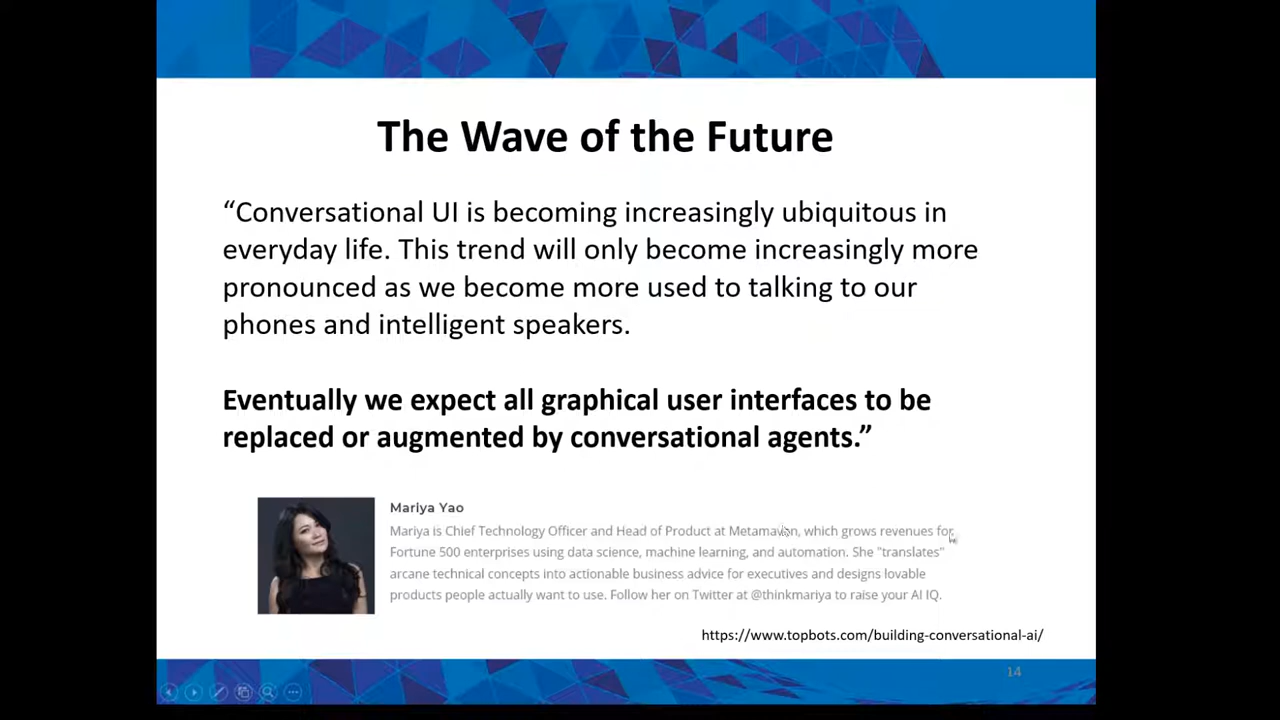 The Wave of the Future
“Conversational UI is becoming increasingly ubiquitous in
everyday life. This trend will only become increasingly more
pronounced as we become more used to talking to our
phones and intelligent speakers.
Eventually we expect all graphical user interfaces to be
replaced or augmented by conversational agents.”
Mariya Yao
Mariya is Chief Technology Officer and Head of Product at Metamaven, which grows revenues for
Fortune 500 enterprises using data science, machine learning, and automation. She "translates"
arcane technical concepts into actionable business advice for executives and designs lovable
products people actually want to use. Follow her on Twitter at @thinkmariya to raise your AI IQ.
https://www.topbots.com/building-conversational-ai/
14